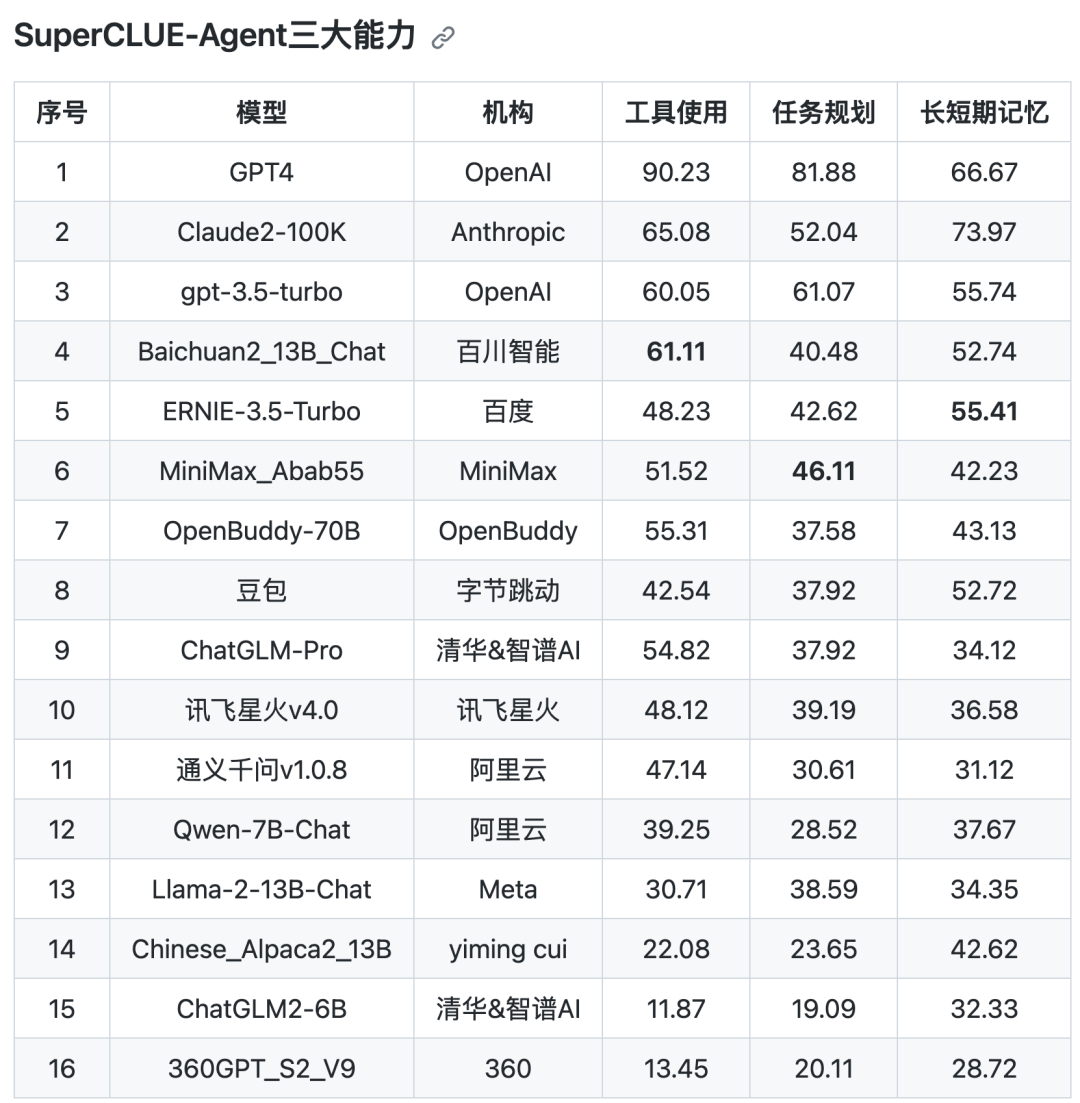 SuperCLUE-Agent三大能力
序号 模型 机构 工具使用 任务规划 长短期记忆
1 GPT4 OpenAI 90.23 81.88 66.67
2 Claude2-100K Anthropic 65.08 52.04 73.97
3 gpt-3.5-turbo OpenAI 60.05 61.07 55.74
4 Baichuan2_13B_Chat 百川智能 61.11 40.48 52.74
5 ERNIE-3.5-Turbo 百度 48.23 42.62 55.41
6 MiniMax_Abab55 MiniMax 51.52 46.11 42.23
7 OpenBuddy-70B OpenBuddy 55.31 37.58 43.13
8 豆包 字节跳动 42.54 37.92 52.72
9 ChatGLM-Pro 清华&智谱AI 54.82 37.92 34.12
10 讯飞星火v4.0 讯飞星火 48.12 39.19 36.58
11 通义千问v1.0.8 阿里云 47.14 30.61 31.12
12 Qwen-7B-Chat 阿里云 39.25 28.52 37.67
13 Llama-2-13B-Chat Meta 30.71 38.59 34.35
14 Chinese_Alpaca2_13B yiming cui 22.08 23.65 42.62
15 ChatGLM2-6B 清华&智谱AI 11.87 19.09 32.33
16 360GPT_S2_V9 360 13.45 20.11 28.72